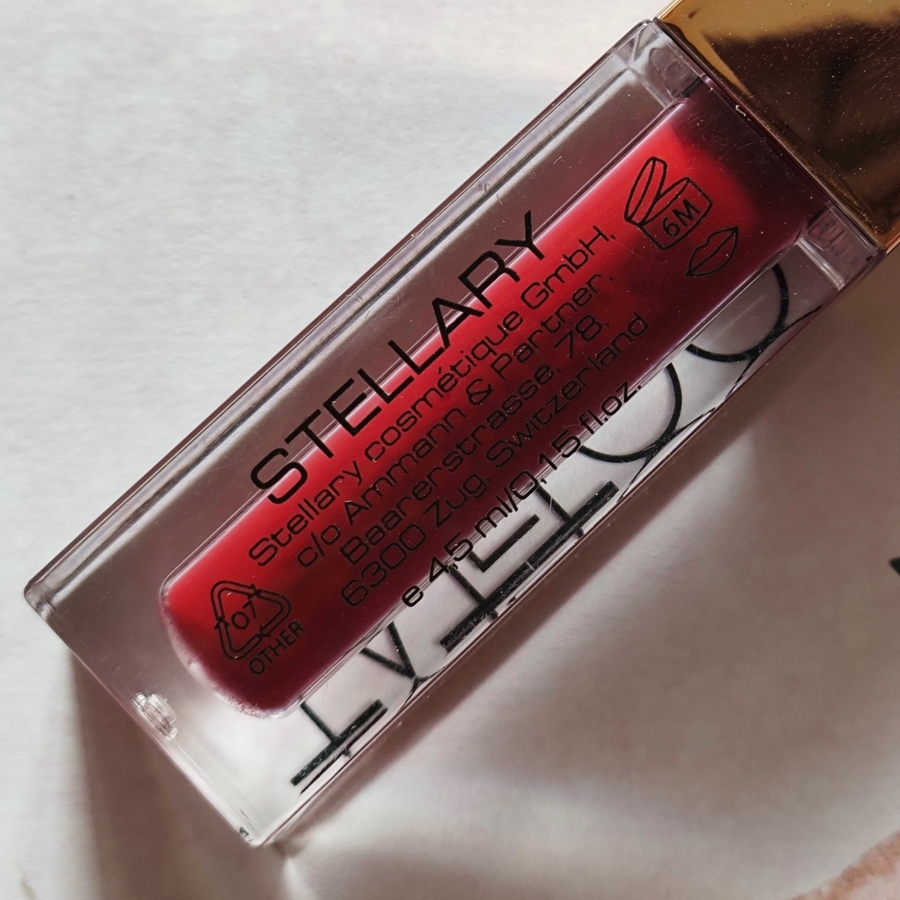 STELLARY
Stellary cosmétique GmbH,
c/o Ammann & Partner,
Baarerstrasse, 78,
6300 Zug, Switzerland
e 4,5 ml/0,15 fl.oz.
6M
07
OTHER